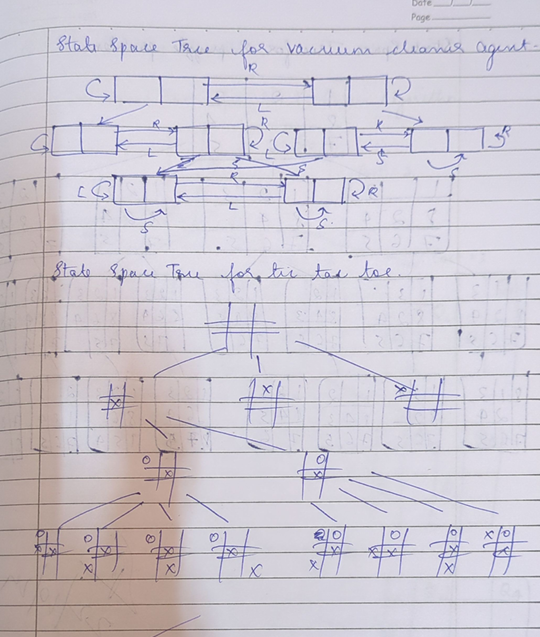 Date
Page
State Space Tree for vacuum cleaner agent.
R
L
R R R
L L S
S S S
L R R
S L S
State Space Tree for tic tac toe.
X X X
O O
X X
O O O O O O O X O
X X X X X X X X X
X X X X X